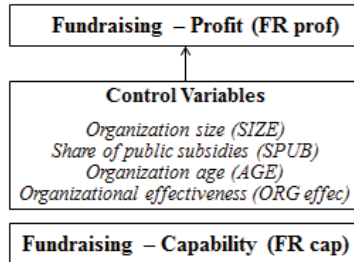 Fundraising – Profit (FR prof)
Control Variables
Organization size (SIZE)
Share of public subsidies (SPUB)
Organization age (AGE)
Organizational effectiveness (ORG effec)
Fundraising – Capability (FR cap)